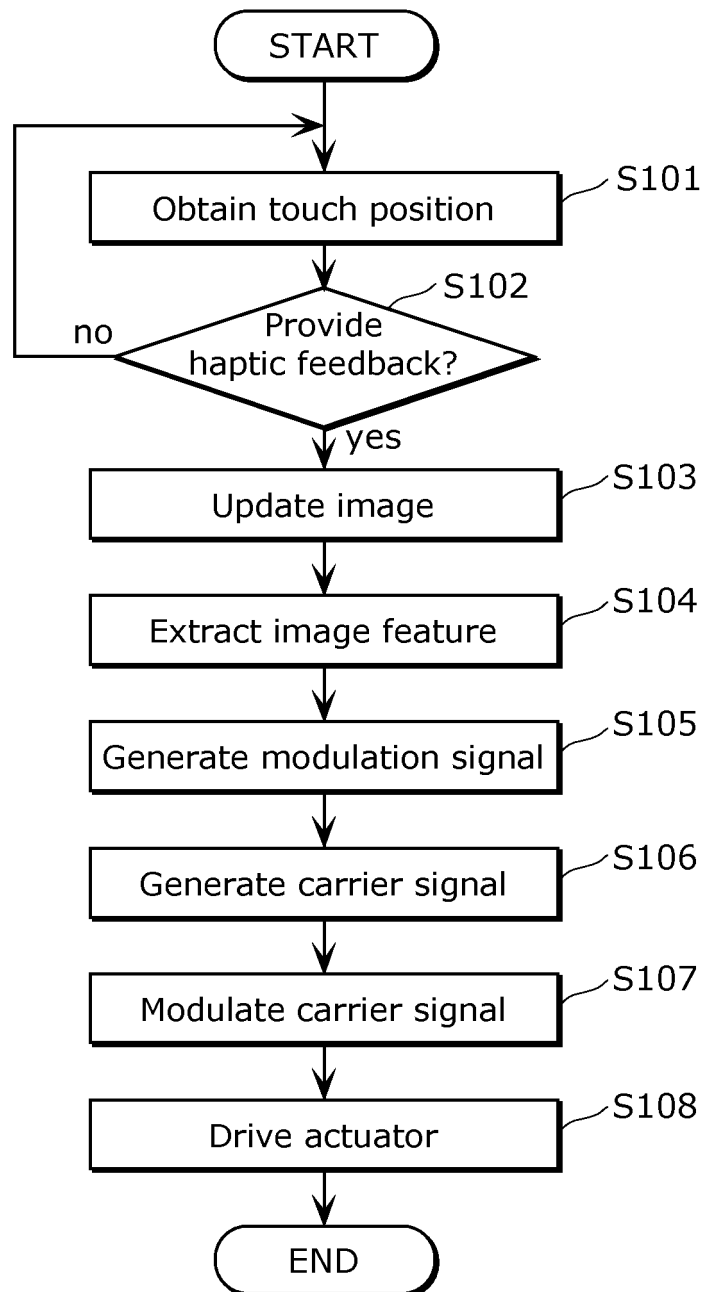 START
S101
Obtain touch position
S102
Provide
haptic feedback?
no
yes
S103
Update image
S104
Extract image feature
S105
Generate modulation signal
S106
Generate carrier signal
S107
Modulate carrier signal
S108
Drive actuator
END